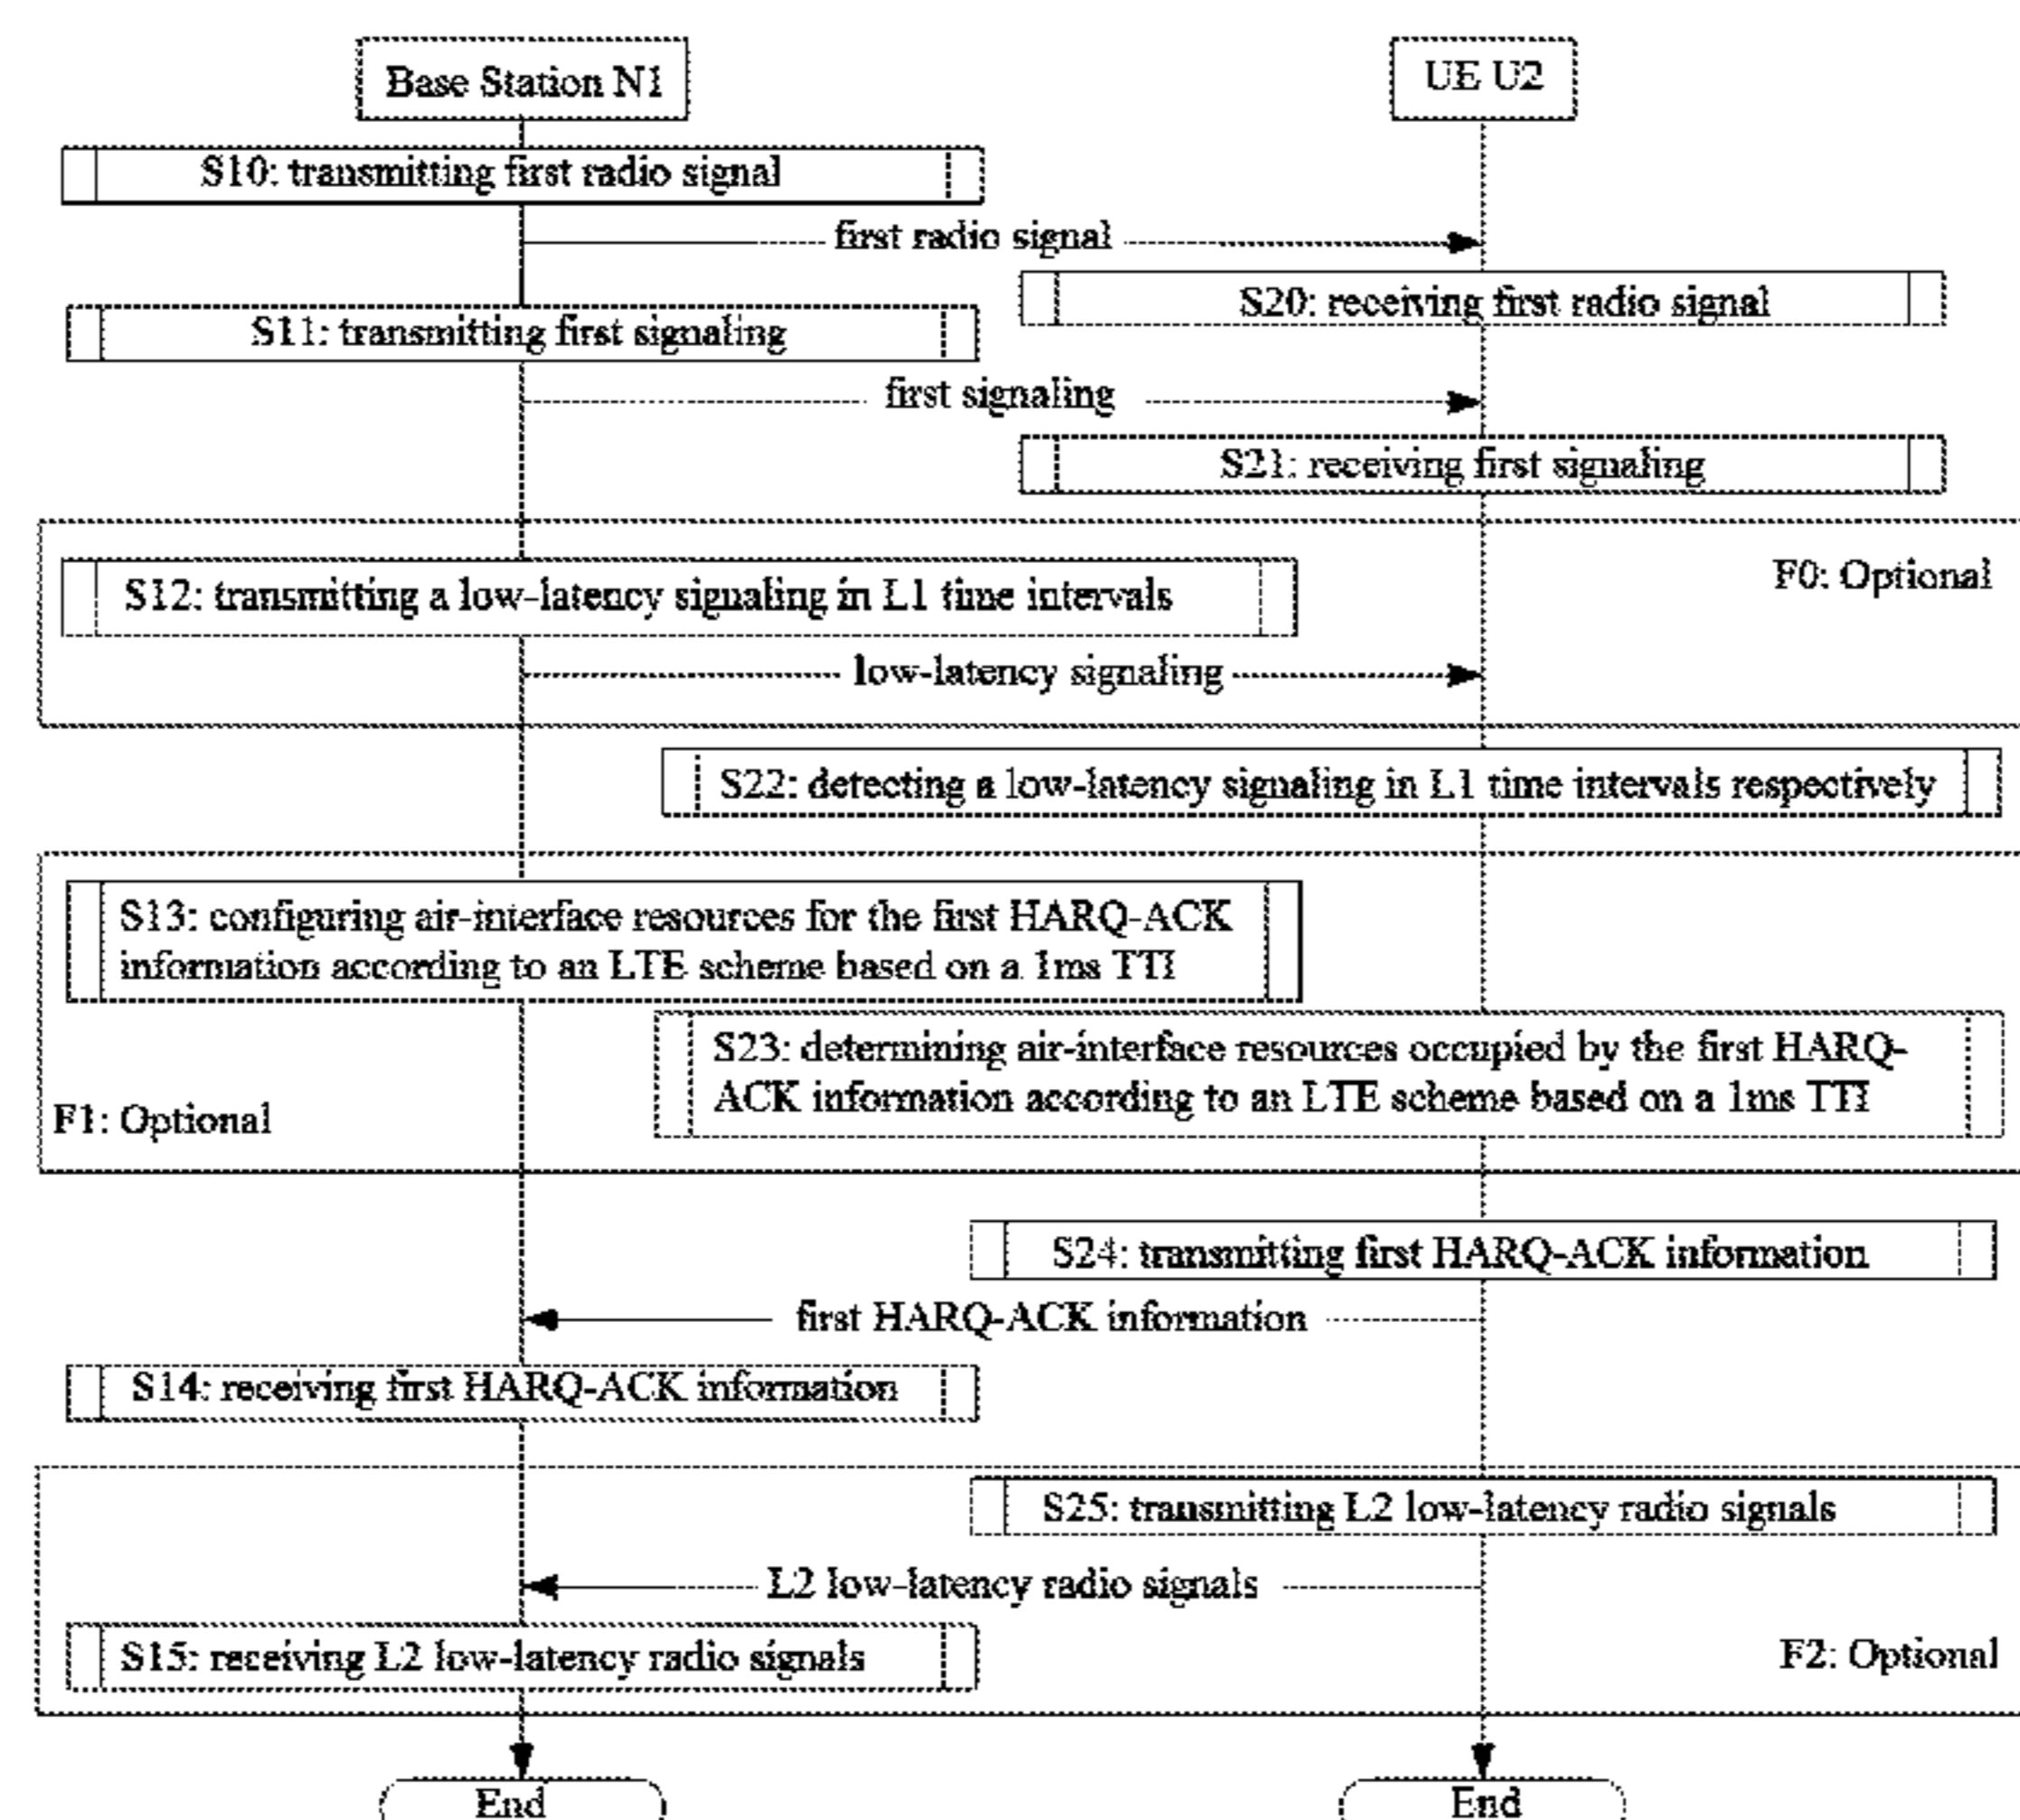 Base Station N1
UE U2
S10: transmitting first radio signal
first radio signal
S20: receiving first radio signal
S11: transmitting first signaling
first signaling
S21: receiving first signaling
F0: Optional
S12: transmitting a low-latency signaling in L1 time intervals
low-latency signaling
S22: detecting a low-latency signaling in L1 time intervals respectively
S13: configuring air-interface resources for the first HARQ-ACK
information according to an LTE scheme based on a 1ms TTI
S23: determining air-interface resources occupied by the first HARQ-
ACK information according to an LTE scheme based on a 1ms TTI
F1: Optional
S24: transmitting first HARQ-ACK information
first HARQ-ACK information
S14: receiving first HARQ-ACK information
S25: transmitting L2 low-latency radio signals
L2 low-latency radio signals
S15: receiving L2 low-latency radio signals
F2: Optional
End
End